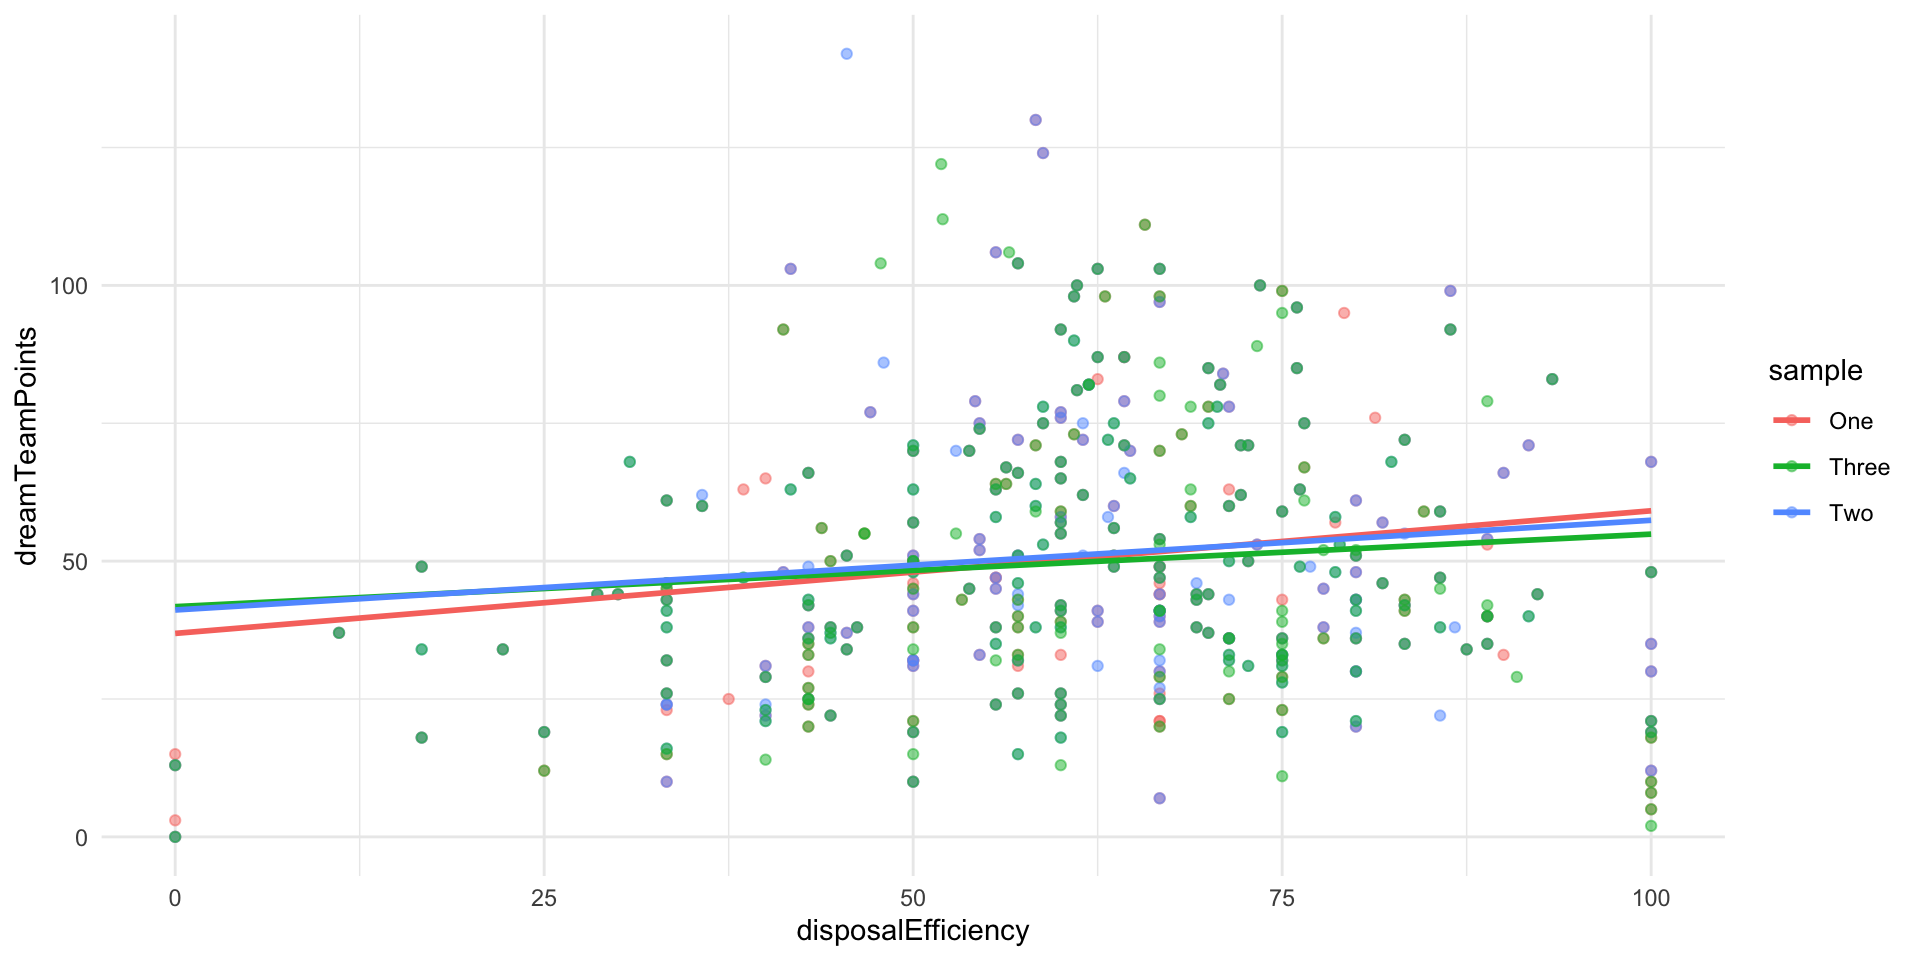 dreamTeamPoints
100
50
0
0
25
50
75
100
disposalEfficiency
sample
One
Three
Two